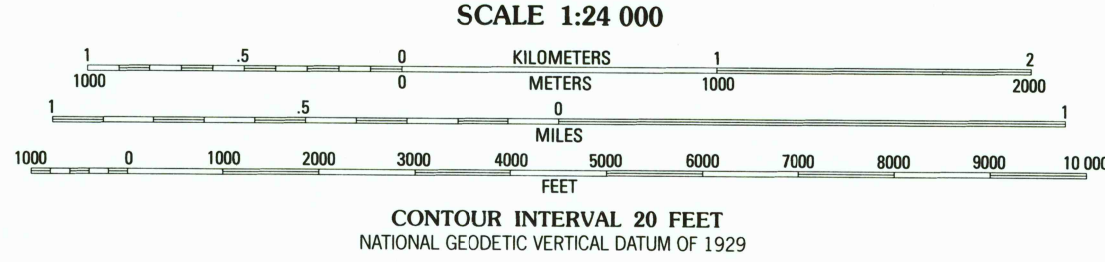 SCALE 1:24 000
1 .5 0 KILOMETERS 1 2
1000 0 METERS 1000 2000
1 .5 0 1
MILES
1000 0 1000 2000 3000 4000 5000 6000 7000 8000 9000 10 000
FEET
CONTOUR INTERVAL 20 FEET
NATIONAL GEODETIC VERTICAL DATUM OF 1929